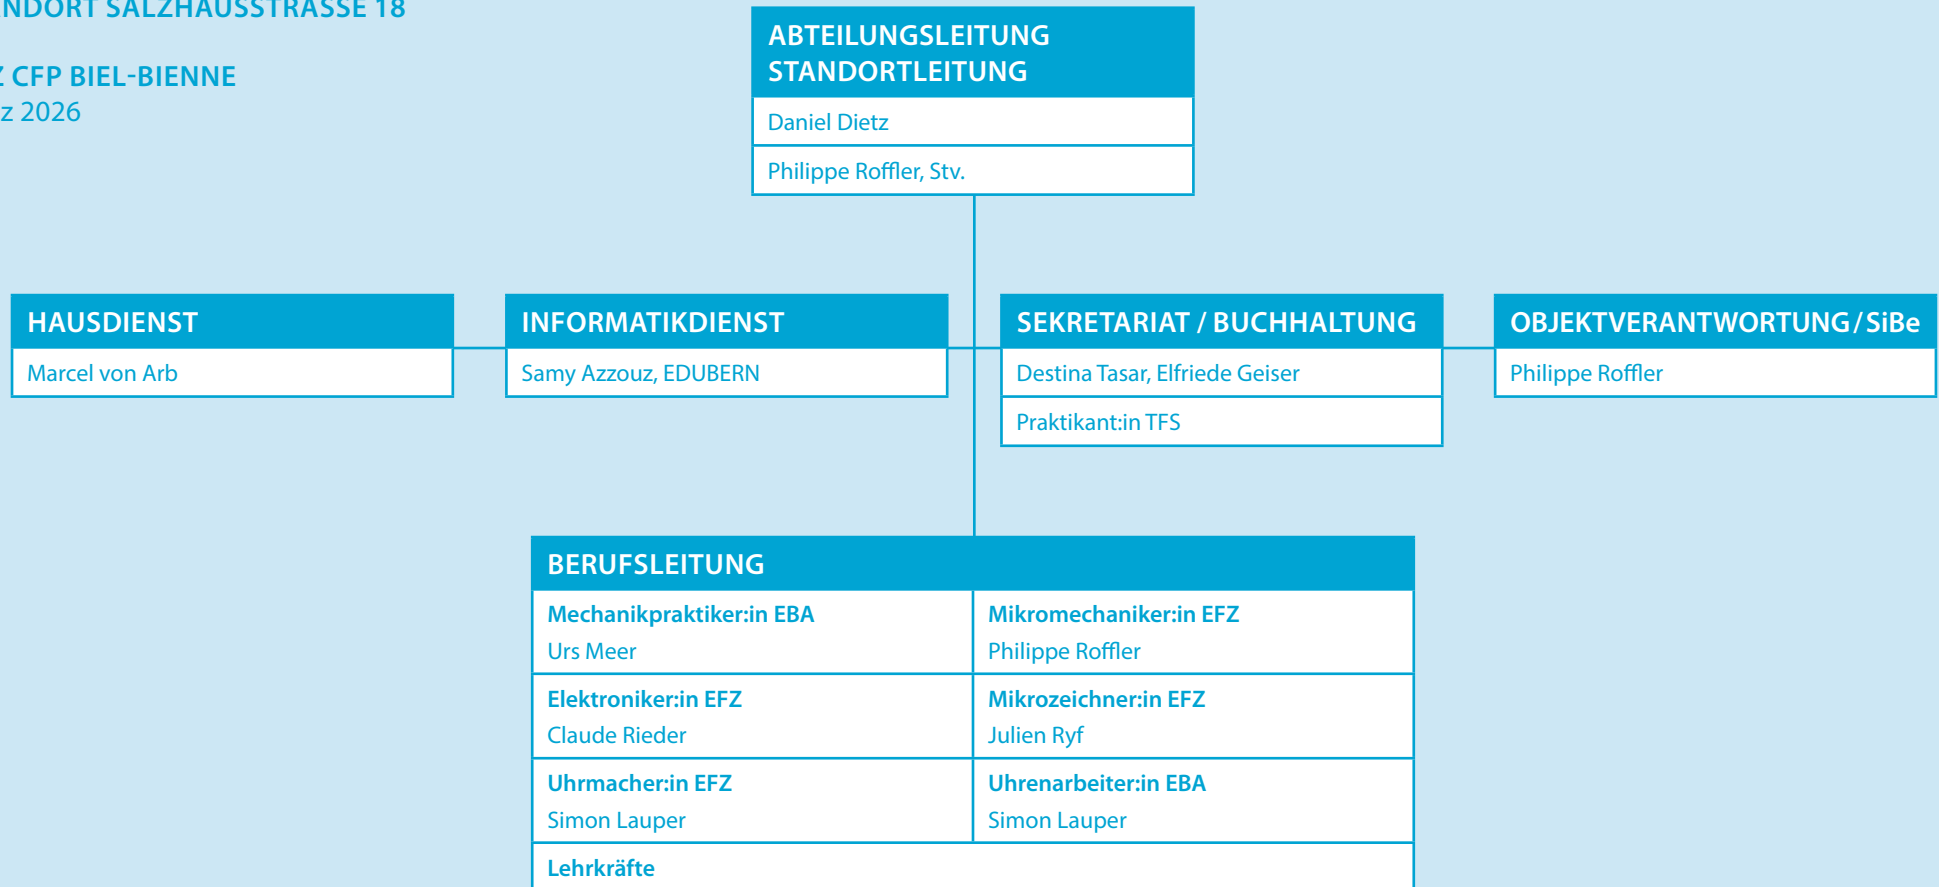 SALZHAUSSTRASSE 18
CFP BIEL-BIENNE
2026
ABTEILUNGSLEITUNG
STANDORTLEITUNG
Daniel Dietz
Philippe Roffler, Stv.
HAUSDIENST
Marcel von Arb
INFORMATIKDIENST
Samy Azzouz, EDUBERN
SEKRETARIAT / BUCHHALTUNG
Destina Tasar, Elfriede Geiser
Praktikant:in TFS
OBJEKTVERANTWORTUNG/SiBe
Philippe Roffler
BERUFSLEITUNG
Mechanikpraktiker:in EBA
Urs Meer
Mikromechaniker:in EFZ
Philippe Roffler
Elektroniker:in EFZ
Claude Rieder
Mikrozeichner:in EFZ
Julien Ryf
Uhrmacher:in EFZ
Simon Lauper
Uhrenarbeiter:in EBA
Simon Lauper
Lehrkräfte